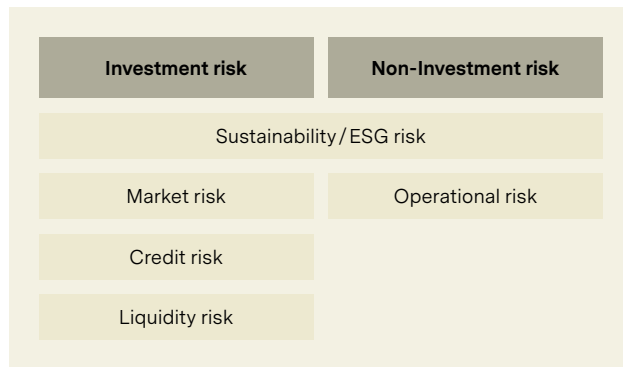 Investment risk
Non-Investment risk
Sustainability/ESG risk
Market risk
Operational risk
Credit risk
Liquidity risk